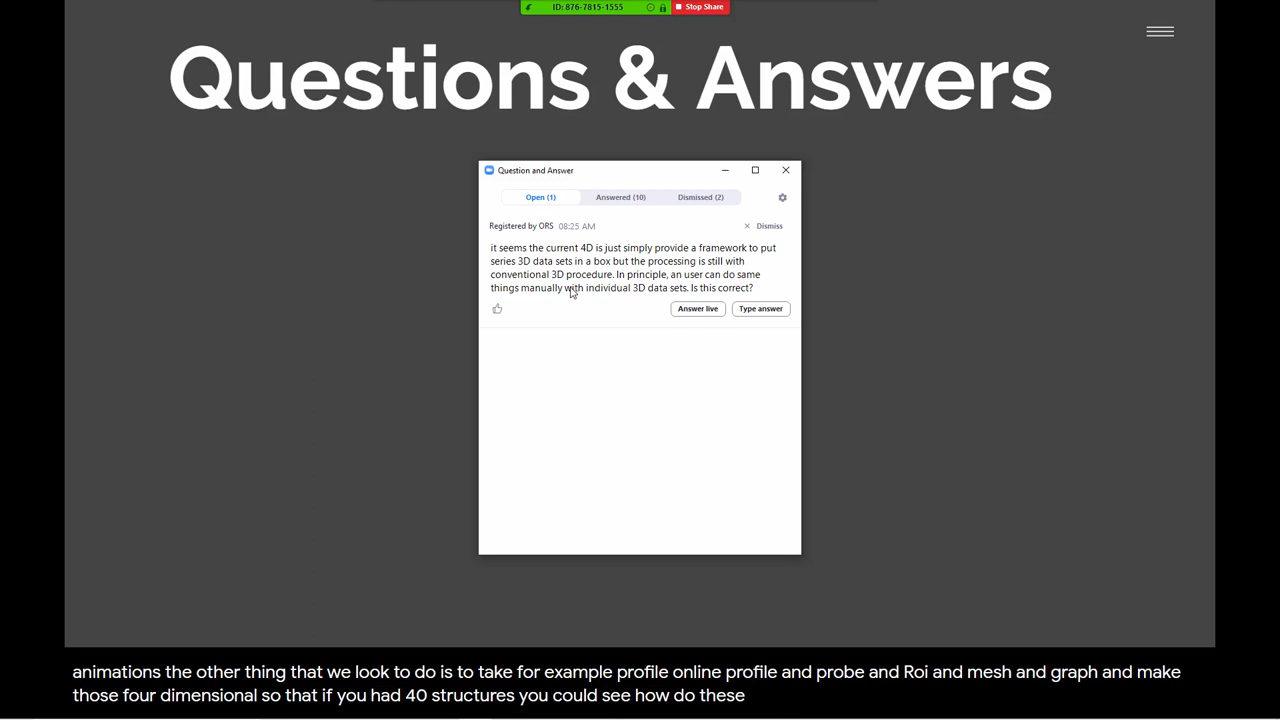 ID: 876-7815-1555
Stop Share
Questions & Answers
Question and Answer
Open (1)
Answered (10)
Dismissed (2)
Registered by ORS 08:25 AM
Dismiss
it seems the current 4D is just simply provide a framework to put
series 3D data sets in a box but the processing is still with
conventional 3D procedure. In principle, an user can do same
things manually with individual 3D data sets. Is this correct?
Answer live
Type answer
animations the other thing that we look to do is to take for example profile online profile and probe and Roi and mesh and graph and make
those four dimensional so that if you had 40 structures you could see how do these